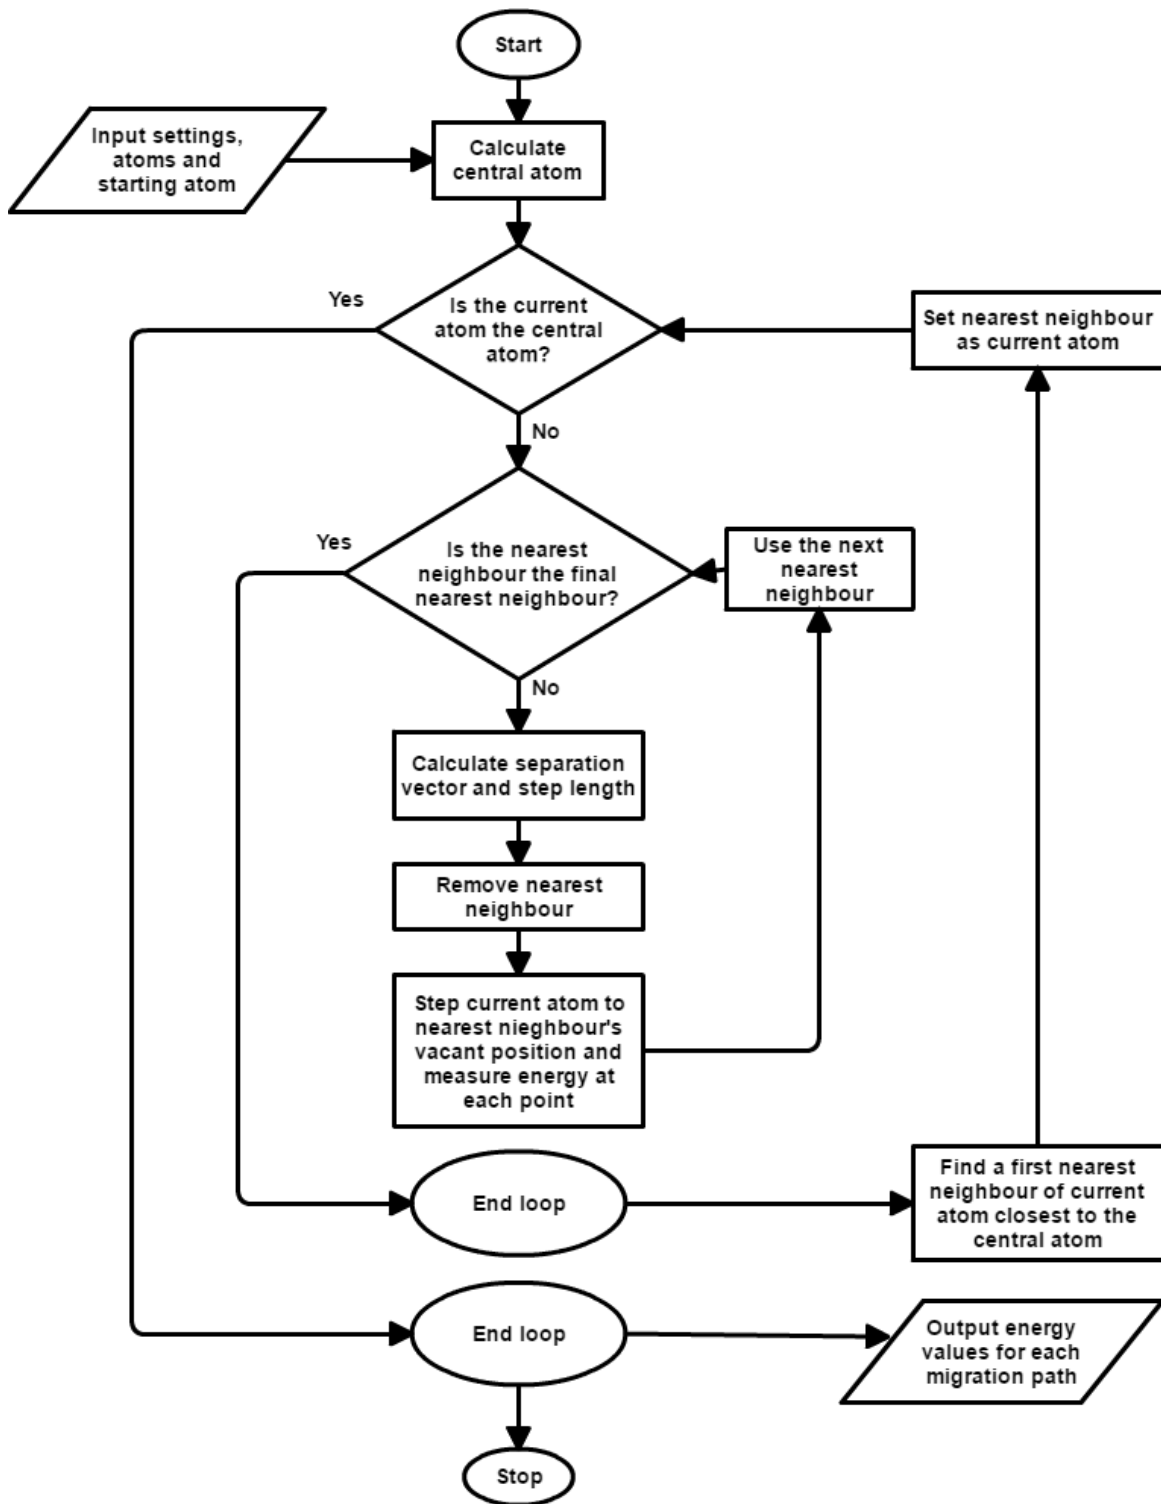 Start
Input settings,
atoms and
starting atom
Calculate
central atom
Yes
Is the current
atom the central
atom?
Set nearest neighbour
as current atom
No
Yes
Is the nearest
neighbour the final
nearest neighbour?
Use the next
nearest
neighbour
No
Calculate separation
vector and step length
Remove nearest
neighbour
Step current atom to
nearest nieghbour's
vacant position and
measure energy at
each point
End loop
Find a first nearest
neighbour of current
atom closest to the
central atom
End loop
Output energy
values for each
migration path
Stop